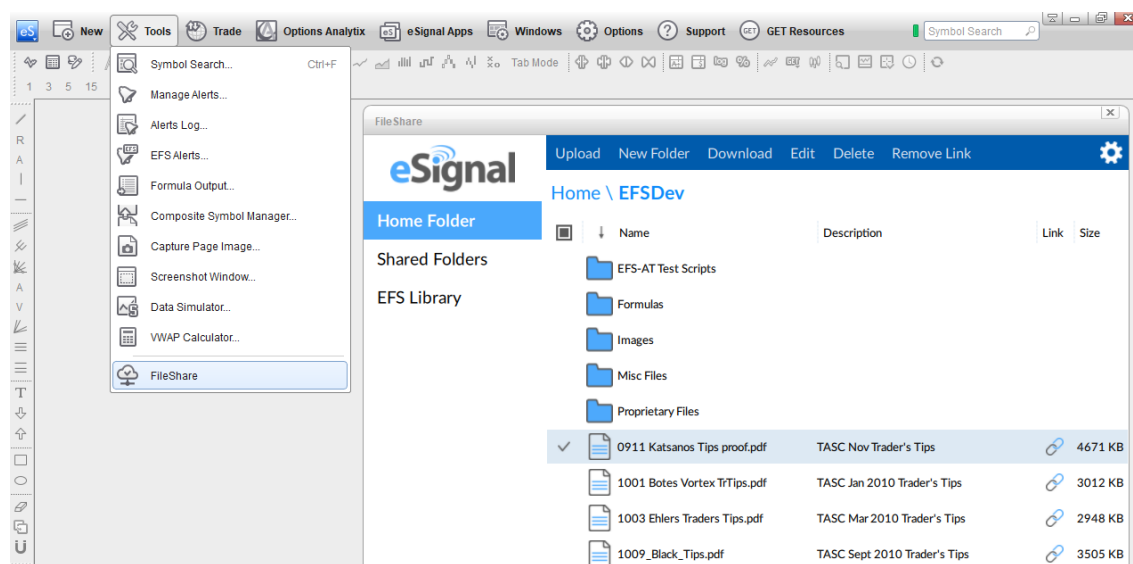 eS New Tools Trade Options Analytix eS eSignal Apps Windows Options Support GET GET Resources Symbol Search
Tab Mode
1 3 5 15
Symbol Search... Ctrl+F
Manage Alerts...
Alerts Log...
EFS Alerts...
Formula Output...
Composite Symbol Manager...
Capture Page Image...
Screenshot Window...
Data Simulator...
VWAP Calculator...
FileShare
R
A
A
V
T
FileShare
eSignal
Home Folder
Shared Folders
EFS Library
Upload New Folder Download Edit Delete Remove Link
Home \ EFSDev
Name Description Link Size
EFS-AT Test Scripts
Formulas
Images
Misc Files
Proprietary Files
0911 Katsanos Tips proof.pdf TASC Nov Trader's Tips 4671 KB
1001 Botes Vortex TrTips.pdf TASC Jan 2010 Trader's Tips 3012 KB
1003 Ehlers Traders Tips.pdf TASC Mar 2010 Trader's Tips 2948 KB
1009_Black_Tips.pdf TASC Sept 2010 Trader's Tips 3505 KB